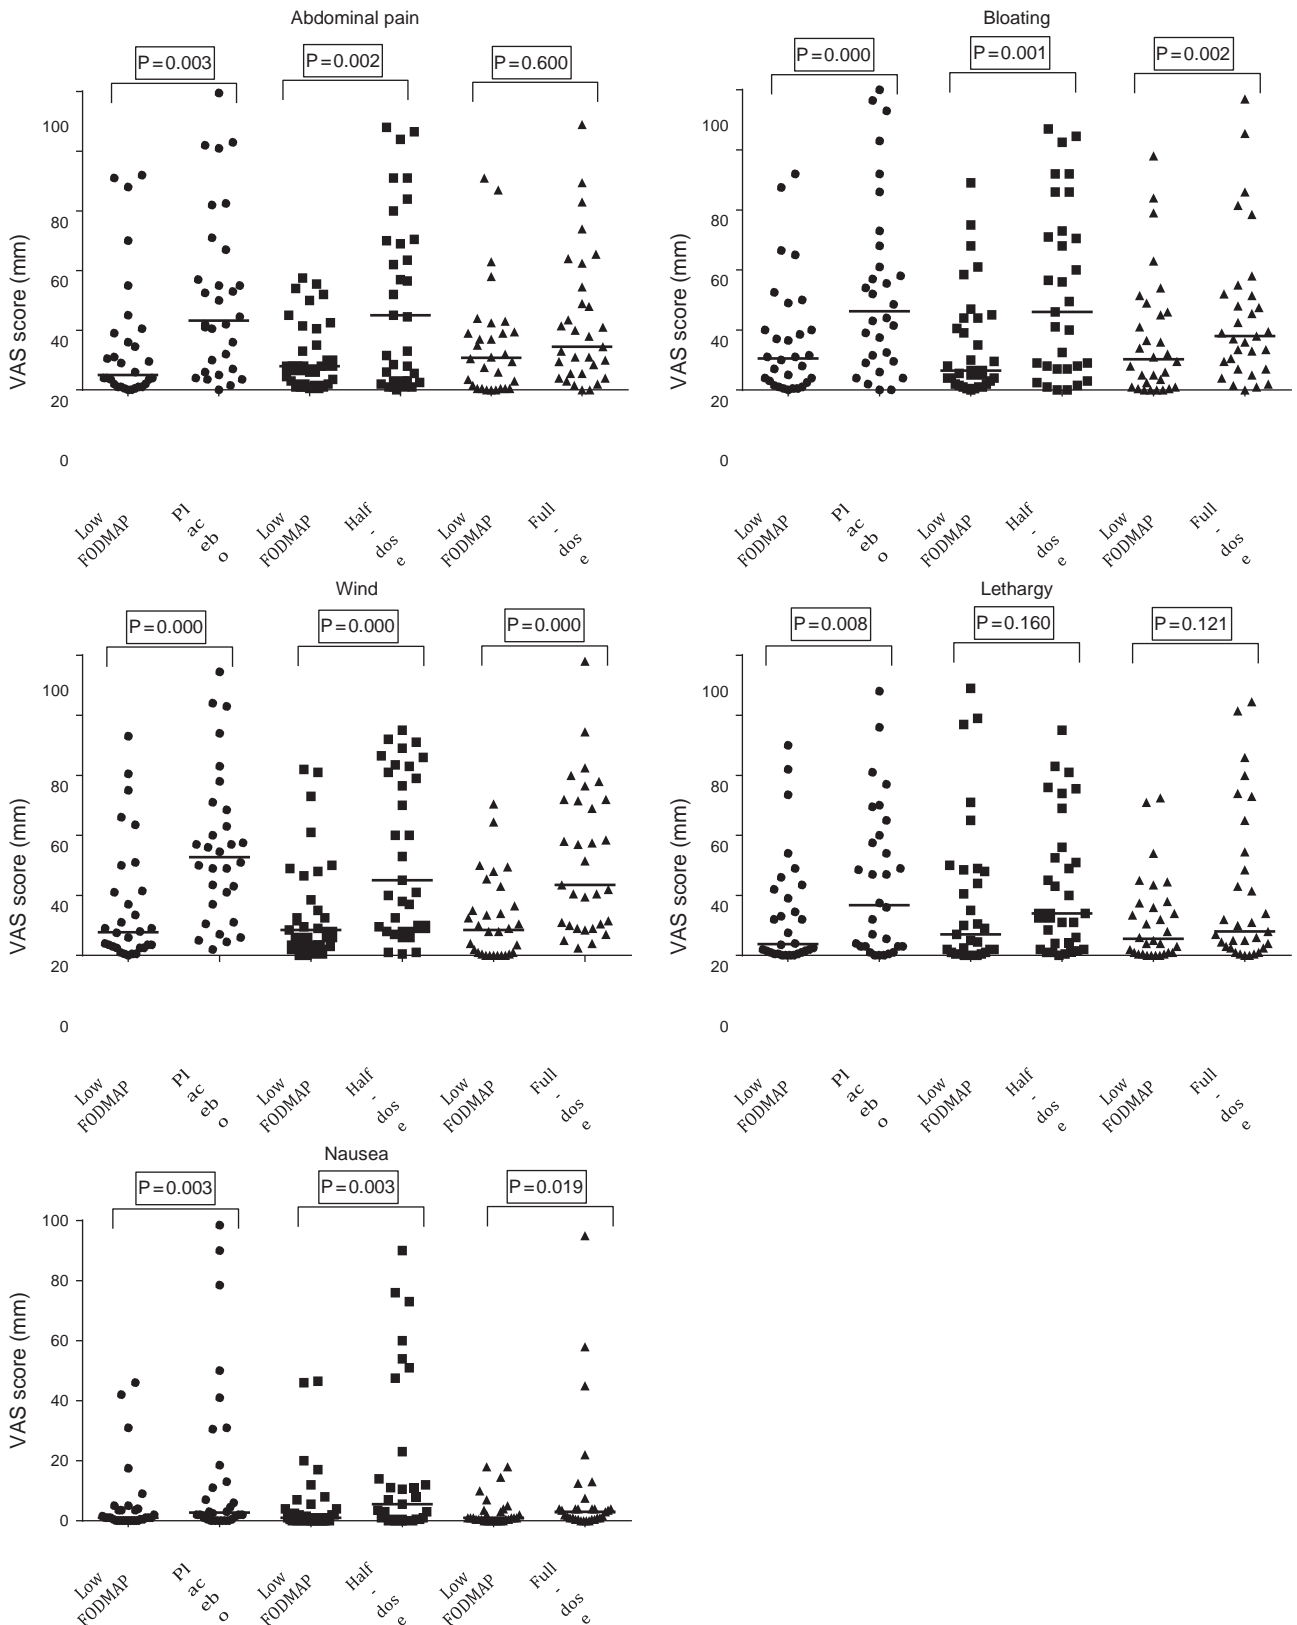 Abdominal pain
P=0.003
P=0.002
P=0.600
VAS score (mm)
100
80
60
40
20
0
Low
FODMAP
Pl
ac
eb
o
Low
FODMAP
Half
-
dos
e
Low
FODMAP
Full
-
dos
e
Bloating
P=0.000
P=0.001
P=0.002
VAS score (mm)
100
80
60
40
20
0
Low
FODMAP
Pl
ac
eb
o
Low
FODMAP
Half
-
dos
e
Low
FODMAP
Full
-
dos
e
Wind
P=0.000
P=0.000
P=0.000
VAS score (mm)
100
80
60
40
20
0
Low
FODMAP
Pl
ac
eb
o
Low
FODMAP
Half
-
dos
e
Low
FODMAP
Full
-
dos
e
Lethargy
P=0.008
P=0.160
P=0.121
VAS score (mm)
100
80
60
40
20
0
Low
FODMAP
Pl
ac
eb
o
Low
FODMAP
Half
-
dos
e
Low
FODMAP
Full
-
dos
e
Nausea
P=0.003
P=0.003
P=0.019
VAS score (mm)
100
80
60
40
20
0
Low
FODMAP
Pl
ac
eb
o
Low
FODMAP
Half
-
dos
e
Low
FODMAP
Full
-
dos
e